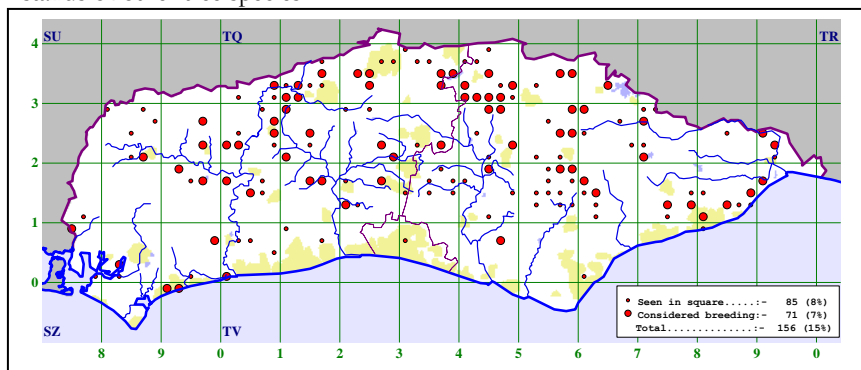 SU TQ TR
4
3
2
1
0
Seen in square.....:- 85 (8%)
Considered breeding:- 71 (7%)
Total..............:- 156 (15%)
SZ TV
8 9 0 1 2 3 4 5 6 7 8 9 0